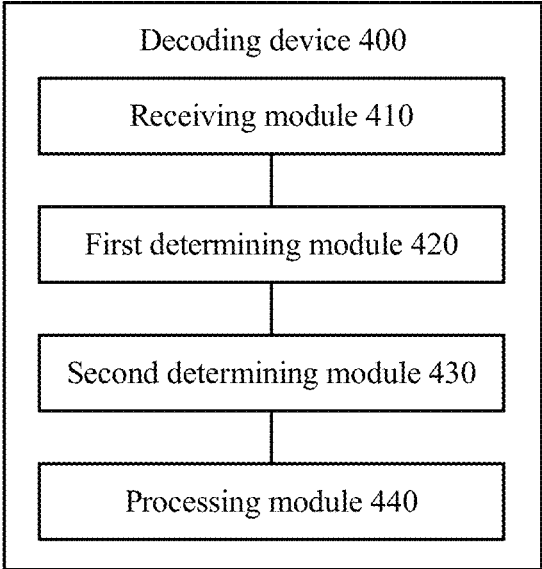 Decoding device 400
Receiving module 410
First determining module 420
Second determining module 430
Processing module 440